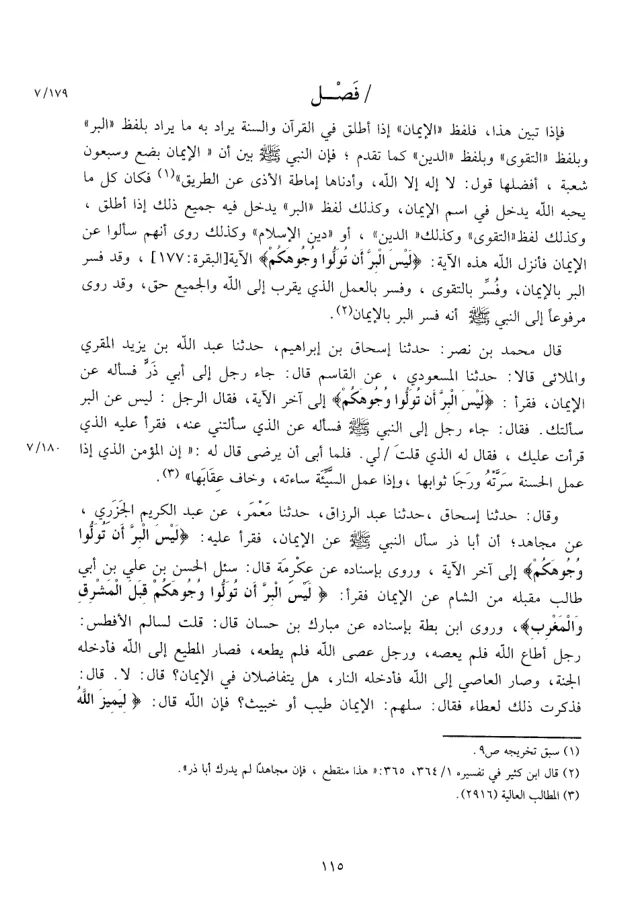 ٧/١٧٩
/ فَصْــل
فإذا تبين هذا، فلفظ «الإيمان» إذا أطلق في القرآن والسنة يراد به ما يراد بلفظ «البر»
وبلفظ «التقوى» وبلفظ «الدين» كما تقدم ؛ فإن النبي ﷺ بين أن « الإيمان بضع وسبعون
شعبة ، أفضلها قول: لا إله إلا الله، وأدناها إماطة الأذى عن الطريق»(١) فكان كل ما
يحبه الله يدخل في اسم الإيمان، وكذلك لفظ «البر» يدخل فيه جميع ذلك إذا أطلق ،
وكذلك لفظ«التقوى» وكذلك« الدين» ، أو «دين الإسلام» وكذلك روى أنهم سألوا عن
الإيمان فأنزل الله هذه الآية: ﴿لَيْسَ الْبِرَّ أَن تُوَلُّوا وُجُوهَكُمْ﴾ الآية[البقرة:١٧٧] ، وقد فسر
البر بالإيمان، وفُسِّر بالتقوى ، وفسر بالعمل الذي يقرب إلى الله والجميع حق، وقد روى
مرفوعاً إلى النبي ﷺ أنه فسر البر بالإيمان(٢).
قال محمد بن نصر: حدثنا إسحاق بن إبراهيم، حدثنا عبد الله بن يزيد المقري
والملائى قالا: حدثنا المسعودي ، عن القاسم قال: جاء رجل إلى أبي ذَرٍّ فسأله عن
الإيمان، فقرأ : ﴿لَيْسَ الْبِرَّ أَن تُوَلُّوا وُجُوهَكُمْ﴾ إلى آخر الآية، فقال الرجل : ليس عن البر
سألتك. فقال: جاء رجل إلى النبي ﷺ فسأله عن الذي سألتني عنه، فقرأ عليه الذي
قرأت عليك ، فقال له الذي قلت /لي. فلما أبى أن يرضى قال له :« إن المؤمن الذي إذا
٧/١٨٠
عمل الحسنة سَرَّتْهُ ورَجَا ثوابها ،وإذا عمل السيِّئَة ساءته، وخاف عِقَابَها» (٣).
وقال: حدثنا إسحاق ،حدثنا عبد الرزاق، حدثنا مَعْمَر، عن عبد الكريم الجَزَرِي ،
عن مجاهد؛ أن أبا ذر سأل النبي ﷺ عن الإيمان، فقرأ عليه: ﴿لَيْسَ الْبِرَّ أَن تُوَلُّوا
وُجُوهَكُمْ﴾ إلى آخر الآية ، وروى بإسناده عن عكْرِمَة قال: سئل الحسن بن علي بن أبي
طالب مقبله من الشام عن الإيمان فقرأ: ﴿ لَيْسَ الْبِرَّ أَن تُوَلُّوا وُجُوهَكُمْ قِبَلَ الْمَشْرِقِ
وَالْمَغْرِبِ﴾، وروى ابن بطة بإسناده عن مبارك بن حسان قال: قلت لسالم الأفطس:
رجل أطاع الله فلم يعصه، ورجل عصى الله فلم يطعه، فصار المطيع إلى الله فأدخله
الجنة، وصار العاصي إلى الله فأدخله النار، هل يتفاضلان في الإيمان؟ قال: لا. قال:
فذكرت ذلك لعطاء فقال: سلهم: الإيمان طيب أو خبيث؟ فإن الله قال: ﴿ لِيَمِيزَ اللَّهُ
(١) سبق تخريجه ص٩.
(٢) قال ابن كثير في تفسيره ١/ ٣٦٤، ٣٦٥:« هذا منقطع ، فإن مجاهدًا لم يدرك أبا ذر».
(٣) المطالب العالية (٢٩١٦).
١١٥